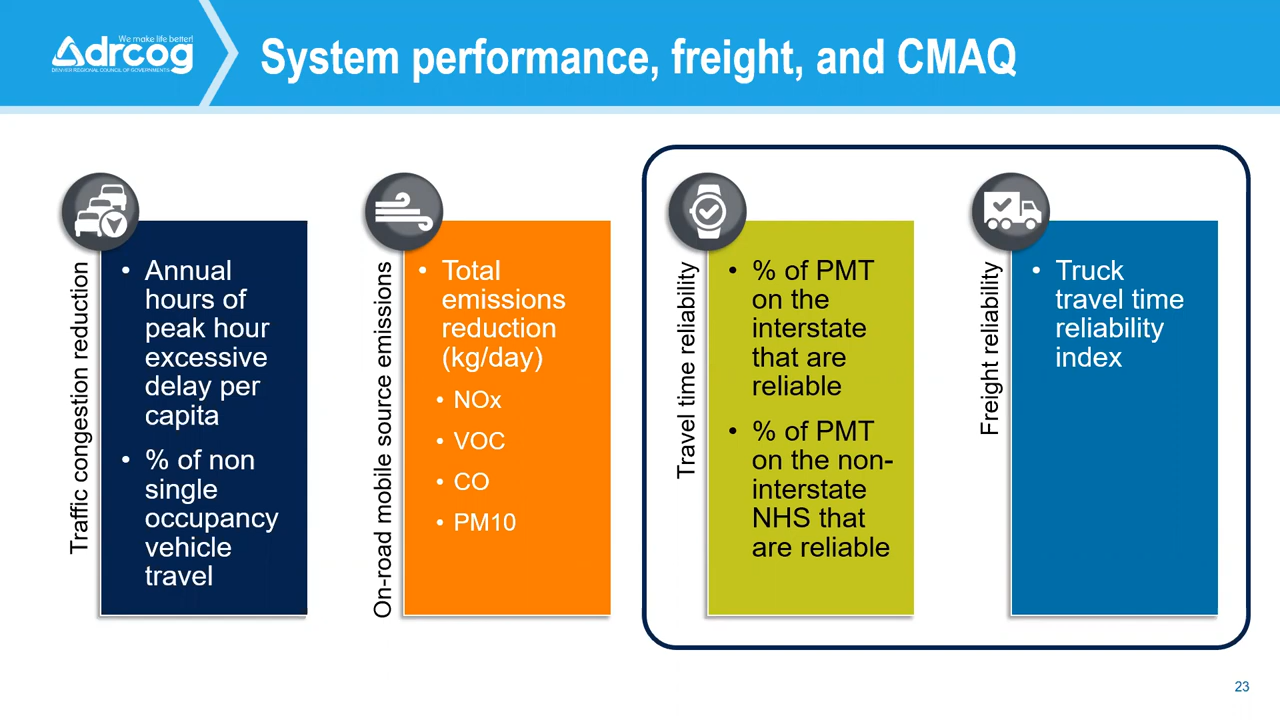 We make life better!
drcog
DENVER REGIONAL COUNCIL OF GOVERNMENTS
System performance, freight, and CMAQ
Traffic congestion reduction
• Annual
hours of
peak hour
excessive
delay per
capita
• % of non
single
occupancy
vehicle
travel
On-road mobile source emissions
• Total
emissions
reduction
(kg/day)
• NOx
• VOC
• CO
• PM10
Travel time reliability
• % of PMT
on the
interstate
that are
reliable
• % of PMT
on the non-
interstate
NHS that
are reliable
Freight reliability
• Truck
travel time
reliability
index
23